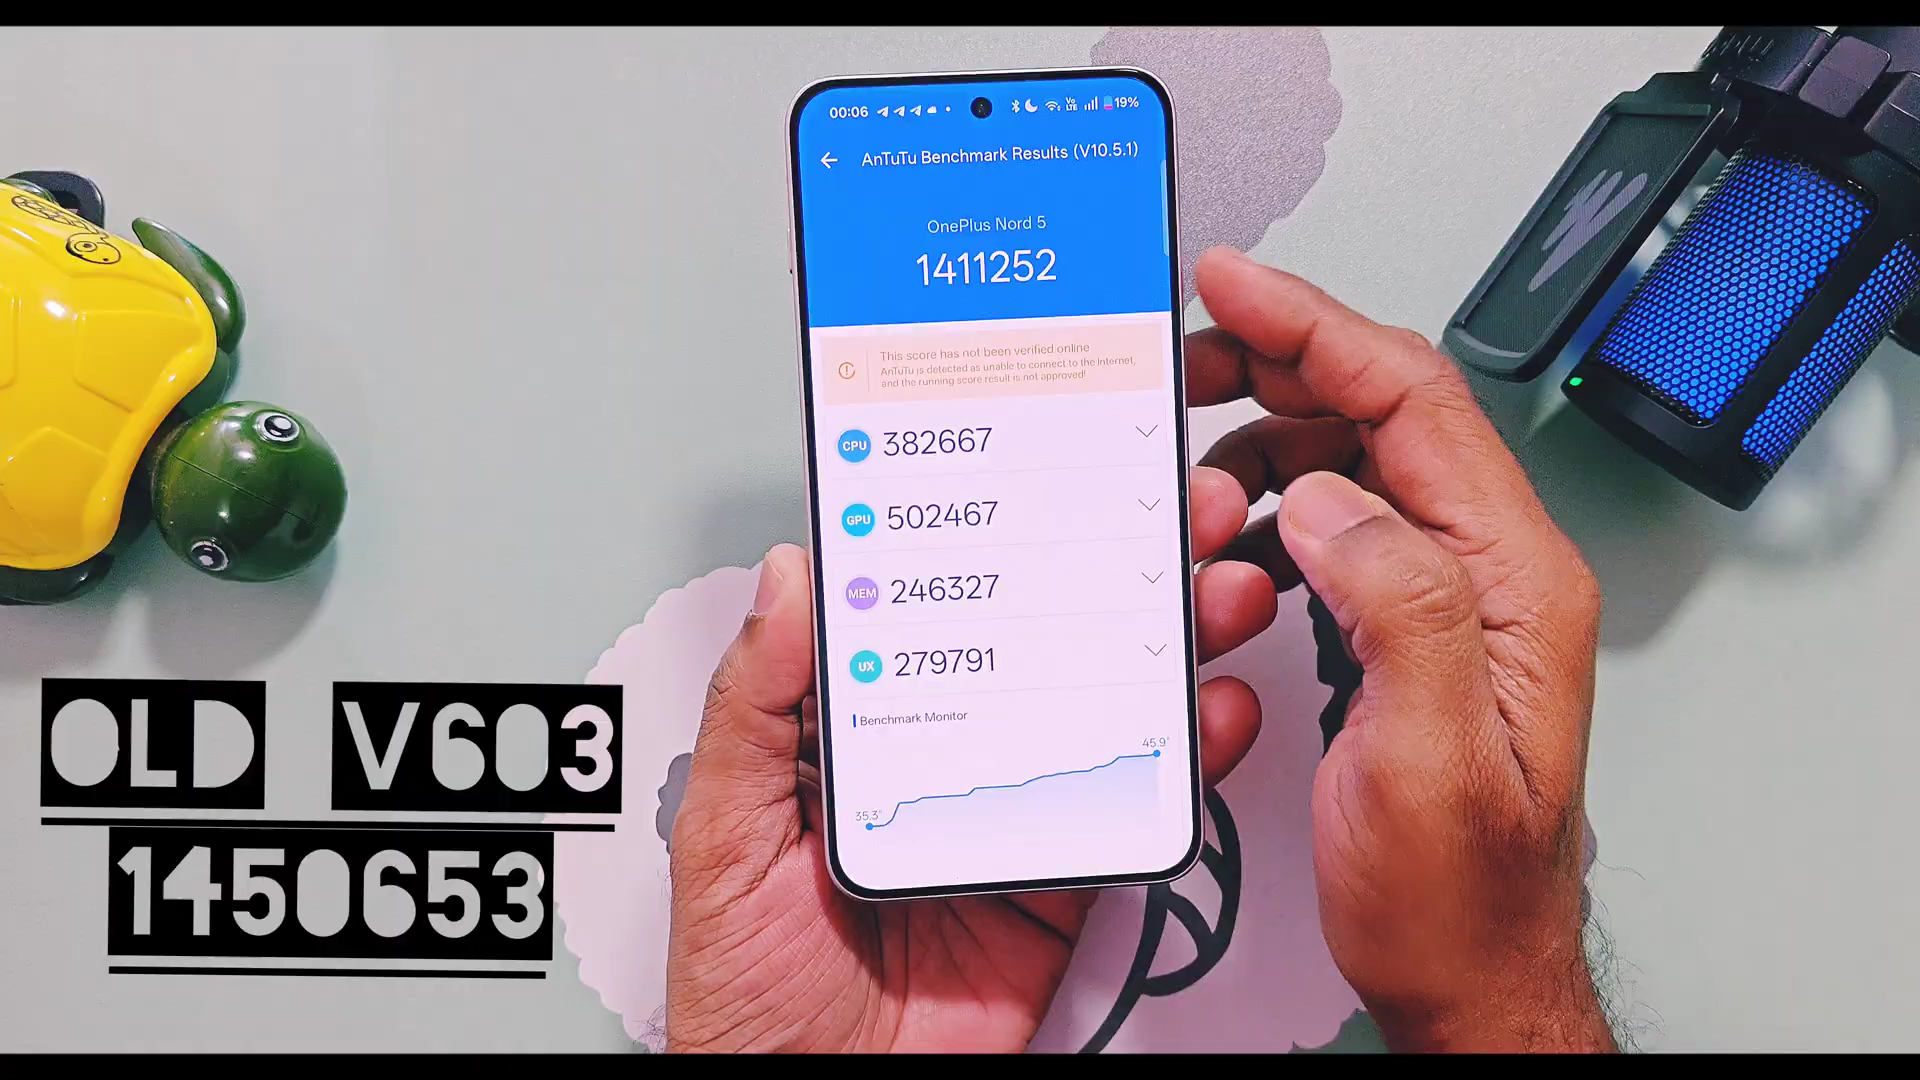 00:06
Vo LTE
19%
AnTuTu Benchmark Results (V10.5.1)
OnePlus Nord 5
1411252
This score has not been verified online
AnTuTu is detected as unable to connect to the Internet,
and the running score result is not approved!
CPU 382667
GPU 502467
MEM 246327
UX 279791
Benchmark Monitor
45.9°
35.3°
OLD V603
1450653